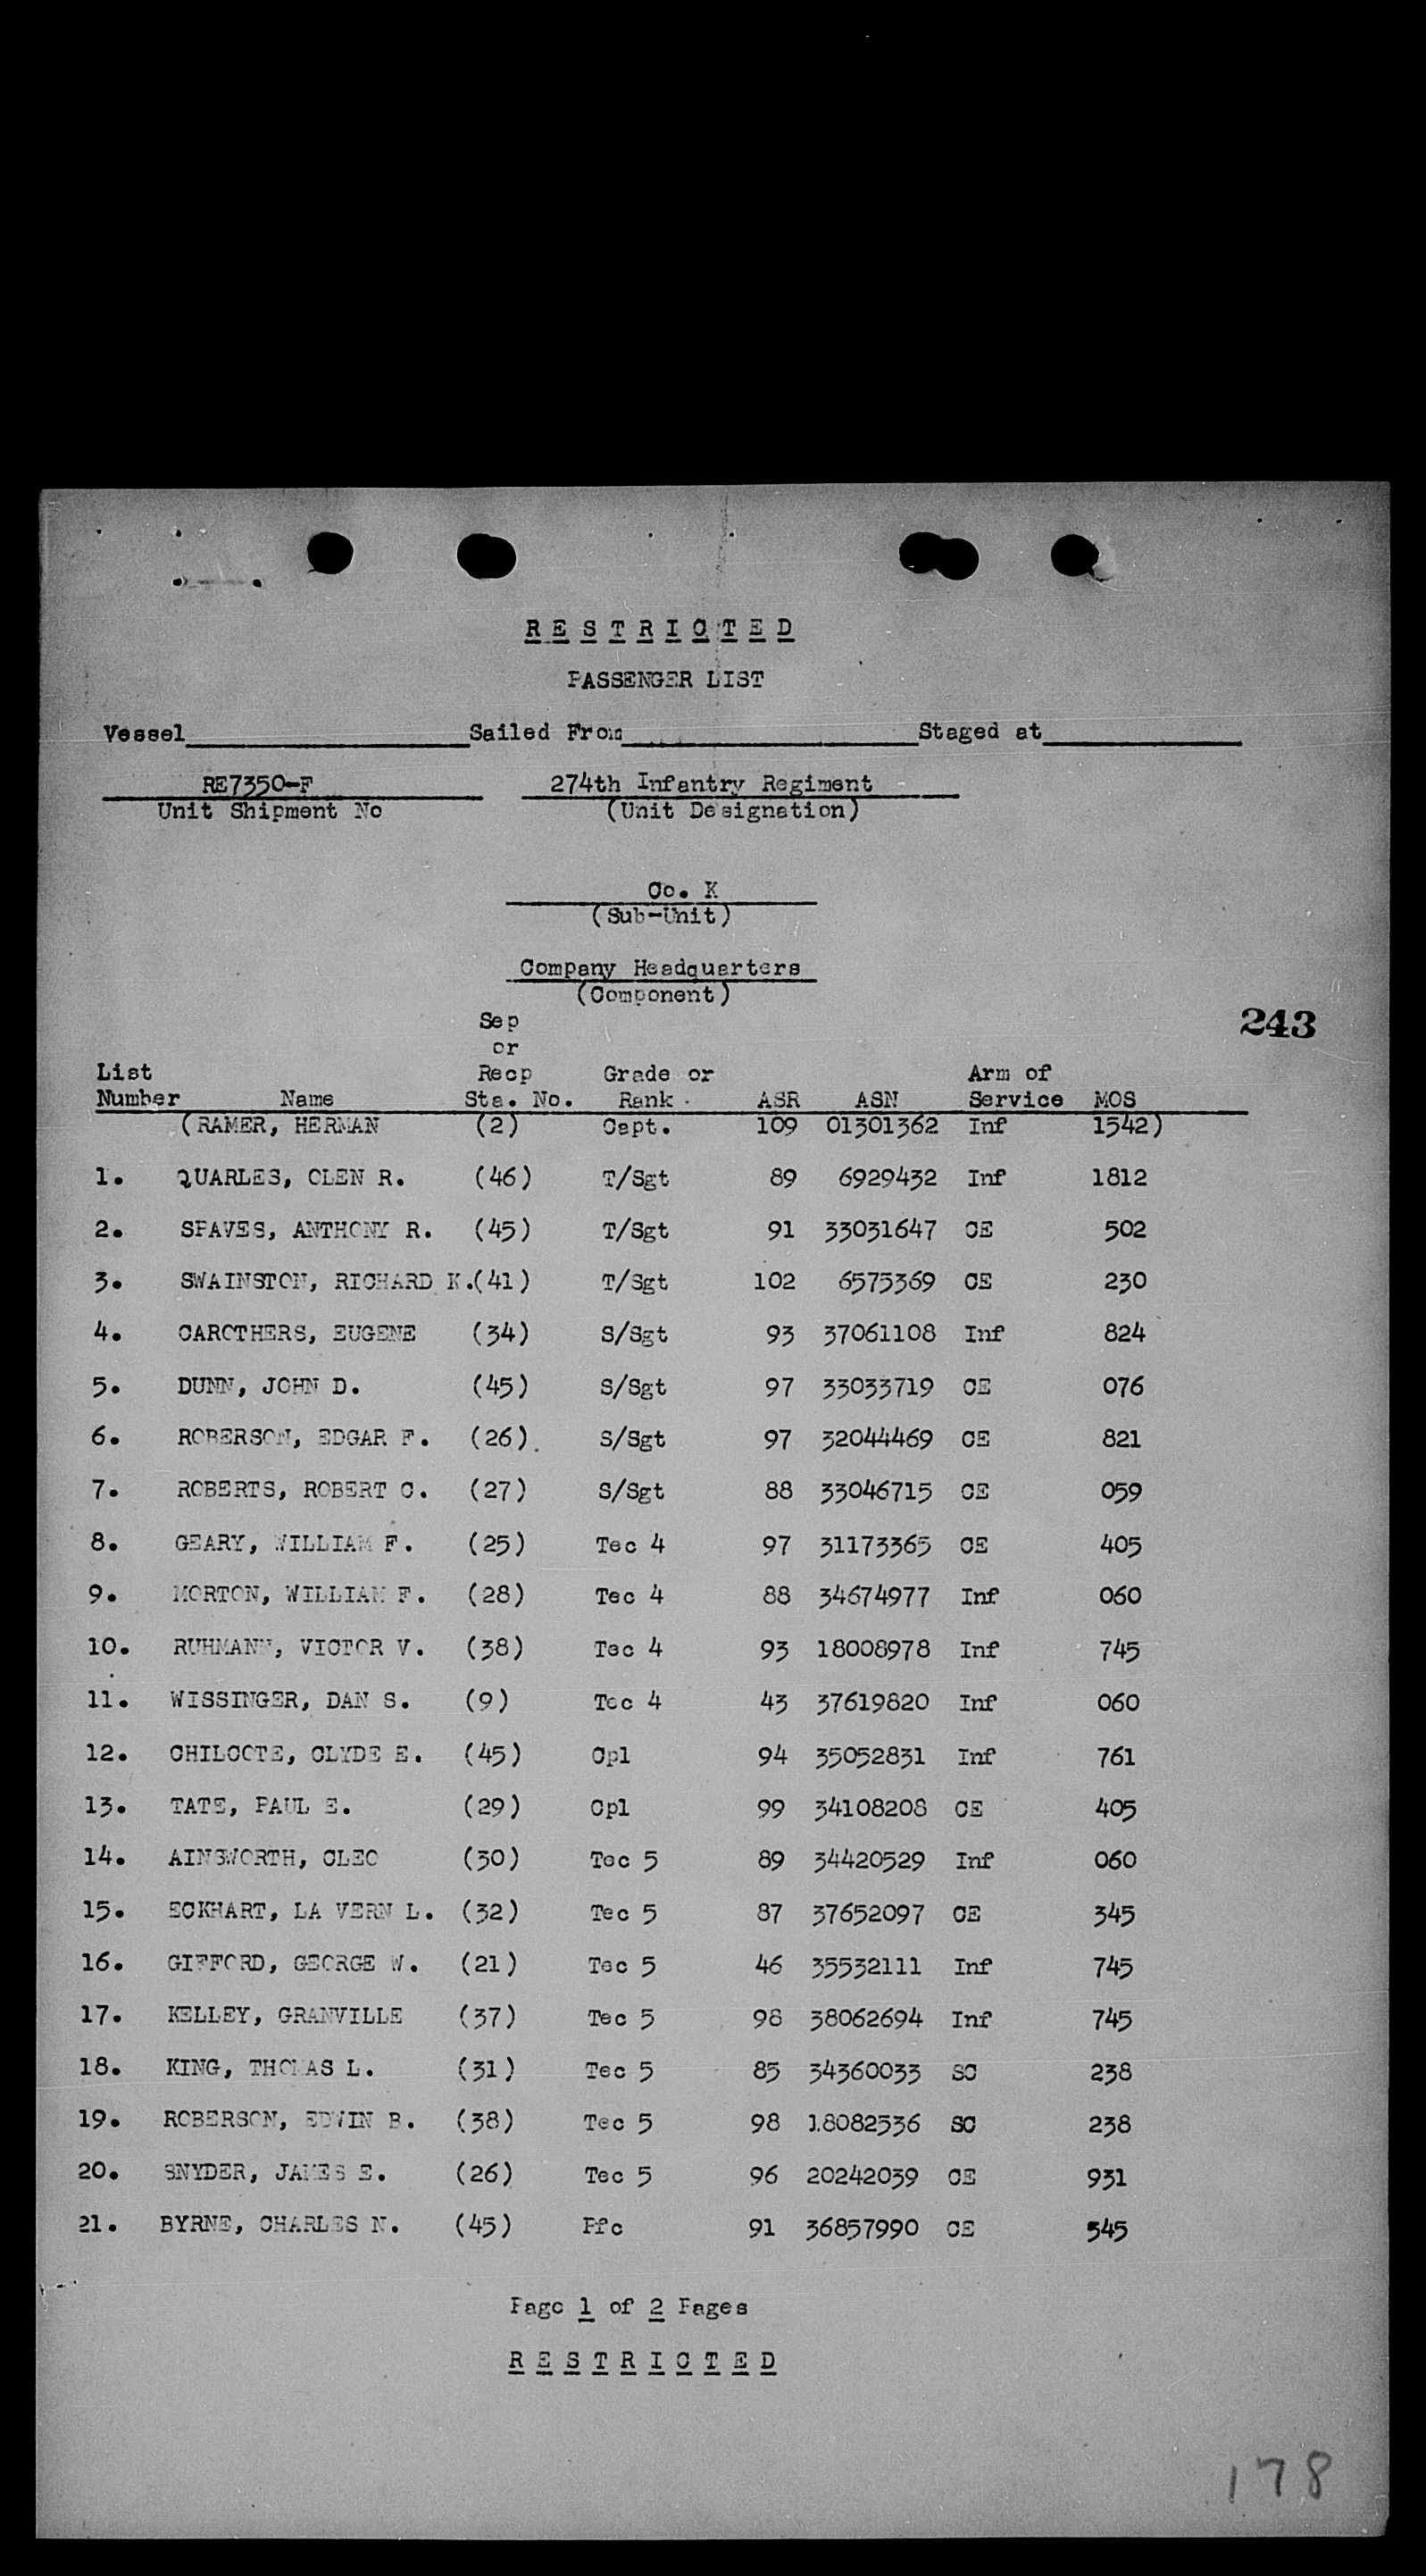 RESTRICTED
PASSENGER LIST
Vessel Sailed From Staged at
RE7350-F 274th Infantry Regiment
Unit Shipment No (Unit Designation)
Co. K
(Sub-Unit)
Company Headquarters
(Component)
243
Sep
or
List Recp Grade or Arm of
Number Name Sta. No. Rank ASR ASN Service MOS
(RAMER, HERMAN (2) Capt. 109 01301362 Inf 1542)
1. QUARLES, CLEN R. (46) T/Sgt 89 6929432 Inf 1812
2. SPAVES, ANTHONY R. (45) T/Sgt 91 33031647 CE 502
3. SWAINSTON, RICHARD K.(41) T/Sgt 102 6575369 CE 230
4. CAROTHERS, EUGENE (34) S/Sgt 93 37061108 Inf 824
5. DUNN, JOHN D. (45) S/Sgt 97 33033719 CE 076
6. ROBERSON, EDGAR F. (26) S/Sgt 97 32044469 CE 821
7. ROBERTS, ROBERT C. (27) S/Sgt 88 33046715 CE 059
8. GEARY, WILLIAM F. (25) Tec 4 97 31173365 CE 405
9. MORTON, WILLIAM F. (28) Tec 4 88 34674977 Inf 060
10. RUHMANN, VICTOR V. (38) Tec 4 93 18008978 Inf 745
11. WISSINGER, DAN S. (9) Tec 4 43 37619820 Inf 060
12. CHILCOTE, CLYDE E. (45) Cpl 94 35052831 Inf 761
13. TATE, PAUL E. (29) Cpl 99 34108208 CE 405
14. AINSWORTH, CLEO (30) Tec 5 89 34420529 Inf 060
15. ECKHART, LA VERN L. (32) Tec 5 87 37652097 CE 345
16. GIFFORD, GEORGE W. (21) Tec 5 46 35532111 Inf 745
17. KELLEY, GRANVILLE (37) Tec 5 98 38062694 Inf 745
18. KING, THOMAS L. (31) Tec 5 85 34360033 SC 238
19. ROBERSON, EDWIN B. (38) Tec 5 98 18082536 SC 238
20. SNYDER, JAMES E. (26) Tec 5 96 20242039 CE 931
21. BYRNE, CHARLES N. (45) Pfc 91 36857990 CE 345
Page 1 of 2 Pages
RESTRICTED
178